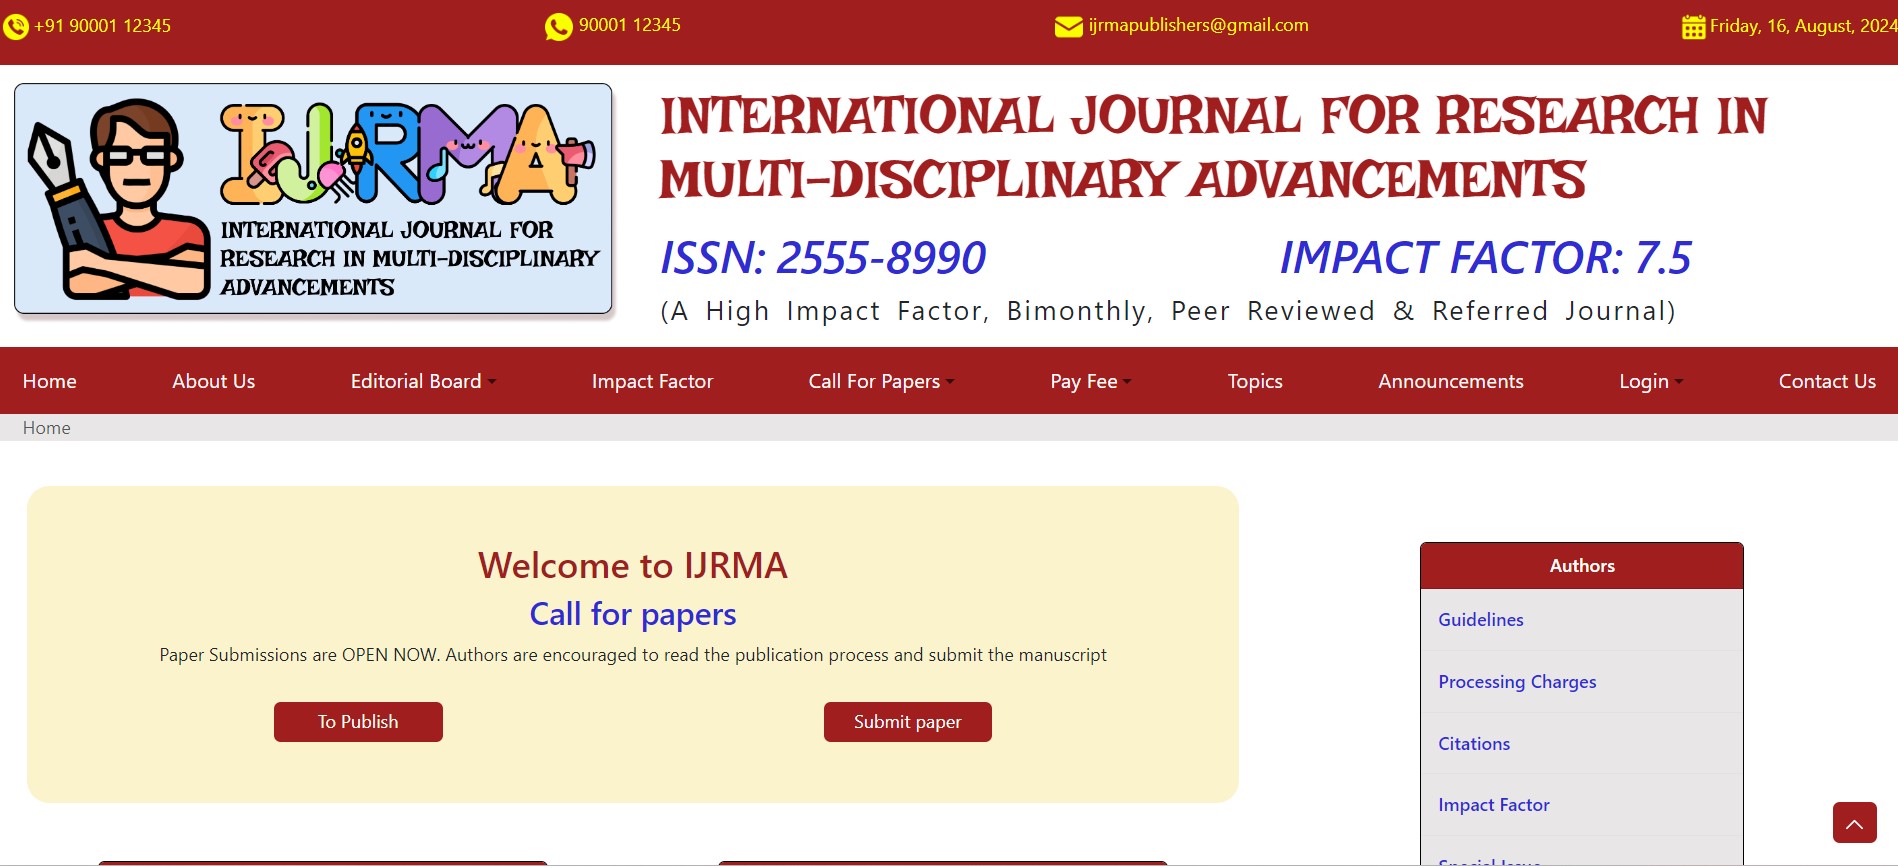 +91 90001 12345
90001 12345
ijrmapublishers@gmail.com
Friday, 16, August, 2024
IJRMA
INTERNATIONAL JOURNAL FOR
RESEARCH IN MULTI-DISCIPLINARY
ADVANCEMENTS
INTERNATIONAL JOURNAL FOR RESEARCH IN
MULTI-DISCIPLINARY ADVANCEMENTS
ISSN: 2555-8990
IMPACT FACTOR: 7.5
(A High Impact Factor, Bimonthly, Peer Reviewed & Referred Journal)
Home
About Us
Editorial Board
Impact Factor
Call For Papers
Pay Fee
Topics
Announcements
Login
Contact Us
Home
Welcome to IJRMA
Call for papers
Paper Submissions are OPEN NOW. Authors are encouraged to read the publication process and submit the manuscript
To Publish
Submit paper
Authors
Guidelines
Processing Charges
Citations
Impact Factor
Special Issue